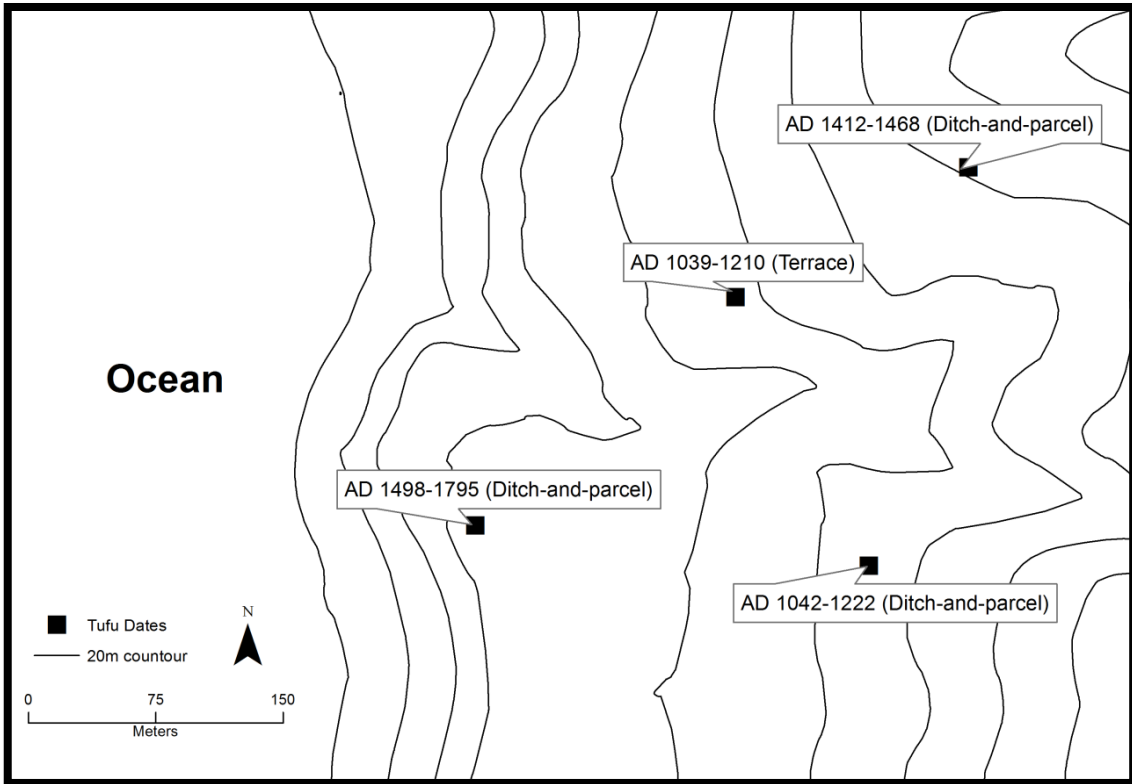 AD 1412-1468 (Ditch-and-parcel)
AD 1039-1210 (Terrace)
Ocean
AD 1498-1795 (Ditch-and-parcel)
AD 1042-1222 (Ditch-and-parcel)
N
Tufu Dates
20m countour
0 75 150
Meters